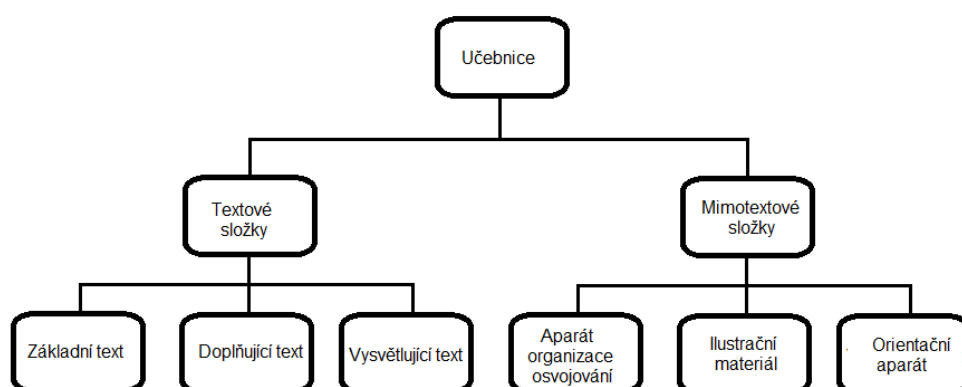 Učebnice
Textové
složky
Mimotextové
složky
Základní text
Doplňující text
Vysvětlující text
Aparát
organizace
osvojování
Ilustrační
materiál
Orientační
aparát